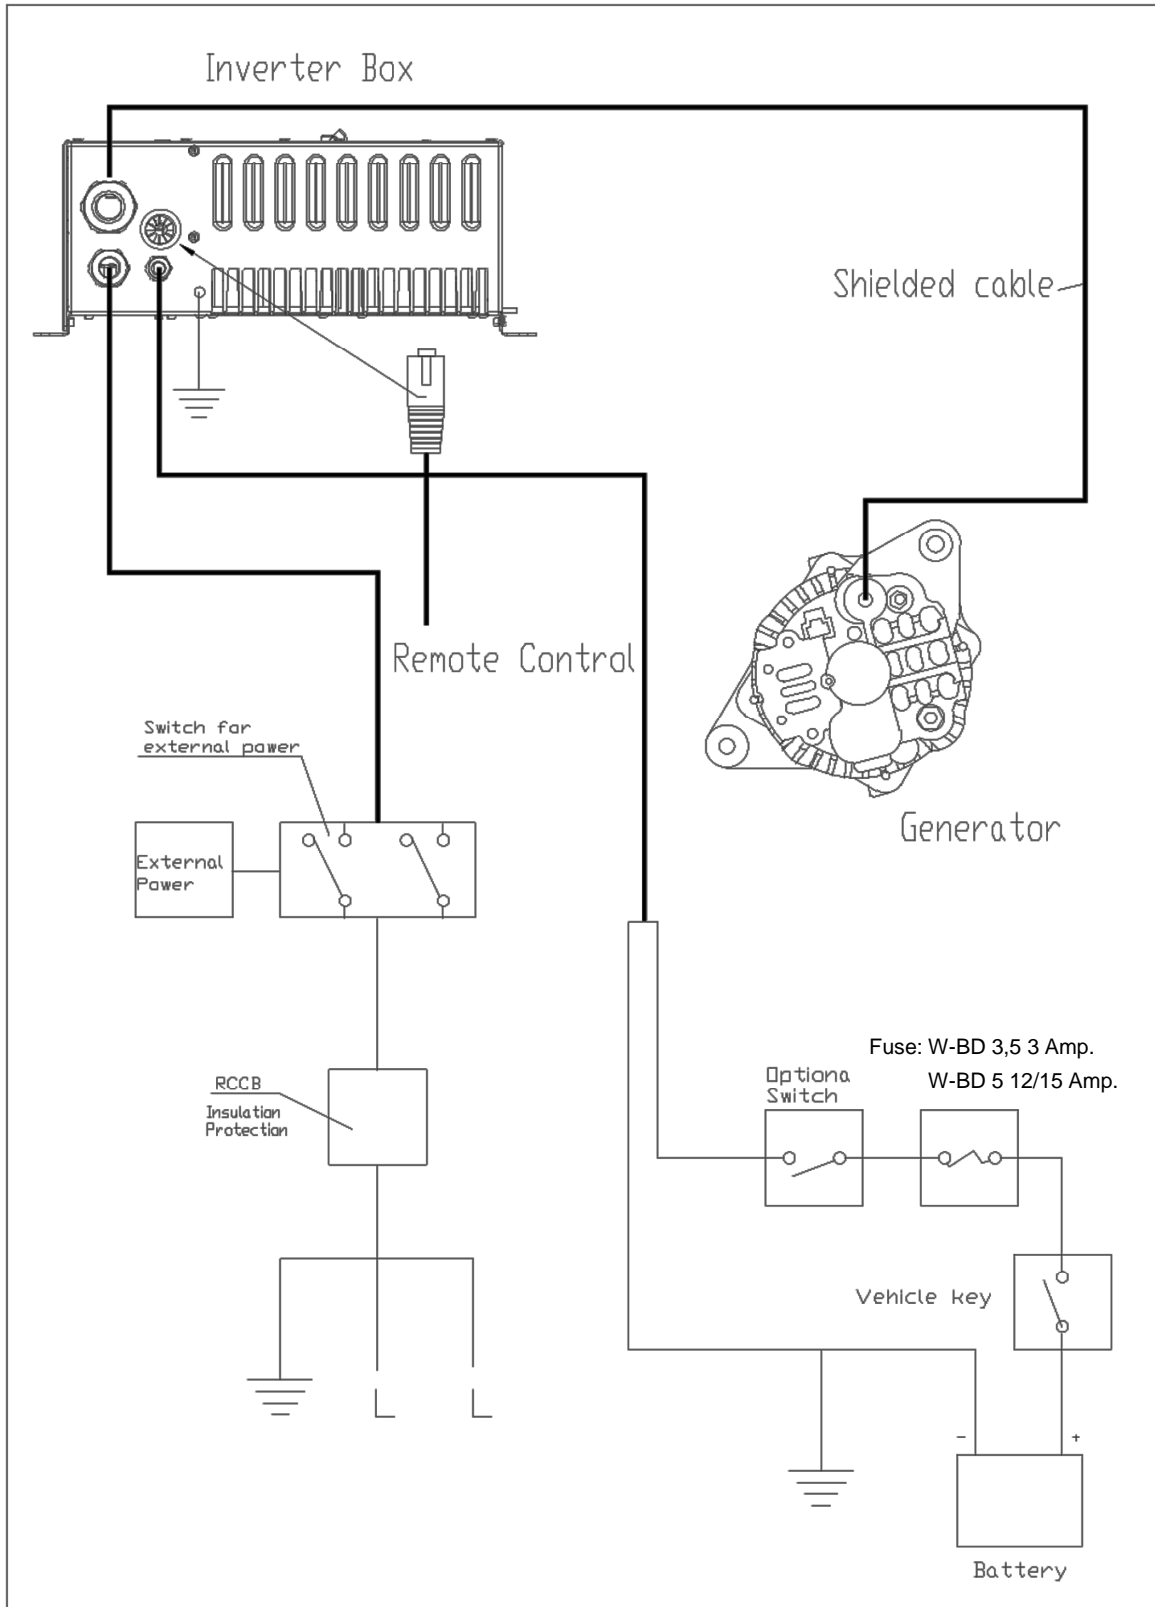 Inverter Box
Shielded cable
Remote Control
Switch for
external power
Generator
External
Power
Fuse: W-BD 3,5 3 Amp.
W-BD 5 12/15 Amp.
Optiona
Switch
RCCB
Insulation
Protection
Vehicle key
L
L
- +
Battery